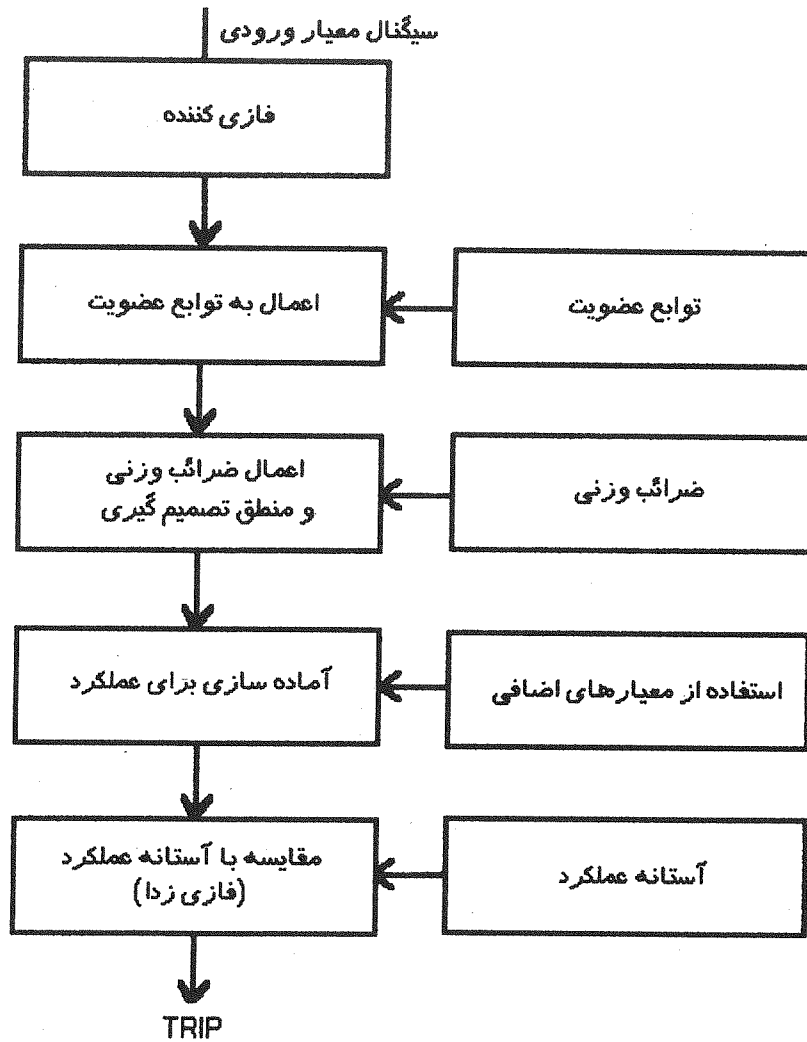 سیگنال معیار ورودی
فازی کننده
اعمال به توابع عضویت
توابع عضویت
اعمال ضرائب وزنی
و منطق تصمیم گیری
ضرائب وزنی
آماده سازی برای عملکرد
استفاده از معیارهای اضافی
مقایسه با آستانه عملکرد
(فازی زدا)
آستانه عملکرد
TRIP